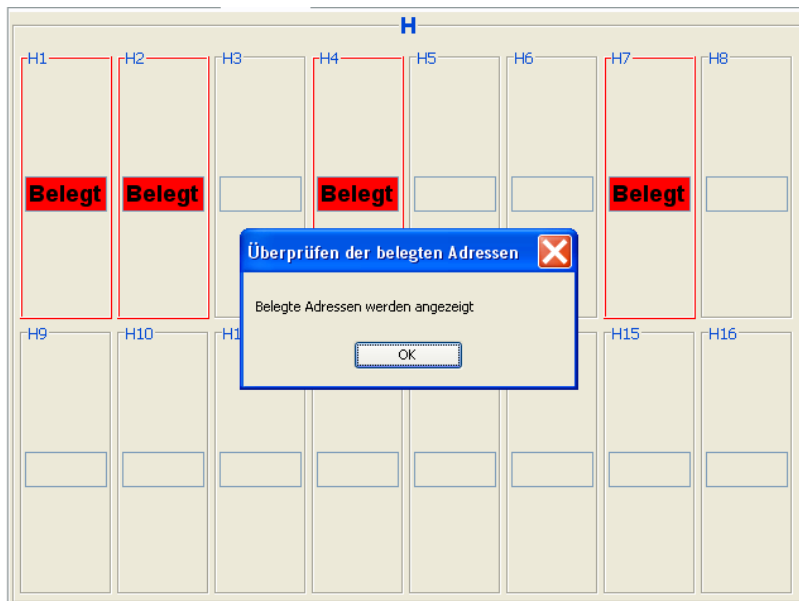 H
H1 H2 H3 H4 H5 H6 H7 H8
Belegt Belegt Belegt Belegt
Überprüfen der belegten Adressen
Belegte Adressen werden angezeigt
OK
H9 H10 H15 H16